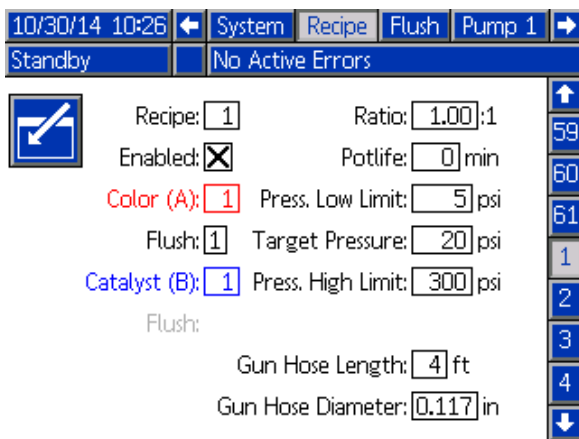 10/30/14 10:26 System Recipe Flush Pump 1
Standby No Active Errors
Recipe: 1 Ratio: 1.00:1
Enabled: Potlife: 0 min
Color (A): 1 Press. Low Limit: 5 psi
Flush: 1 Target Pressure: 20 psi
Catalyst (B): 1 Press. High Limit: 300 psi
Flush:
Gun Hose Length: 4 ft
Gun Hose Diameter: 0.117 in
59
60
61
1
2
3
4